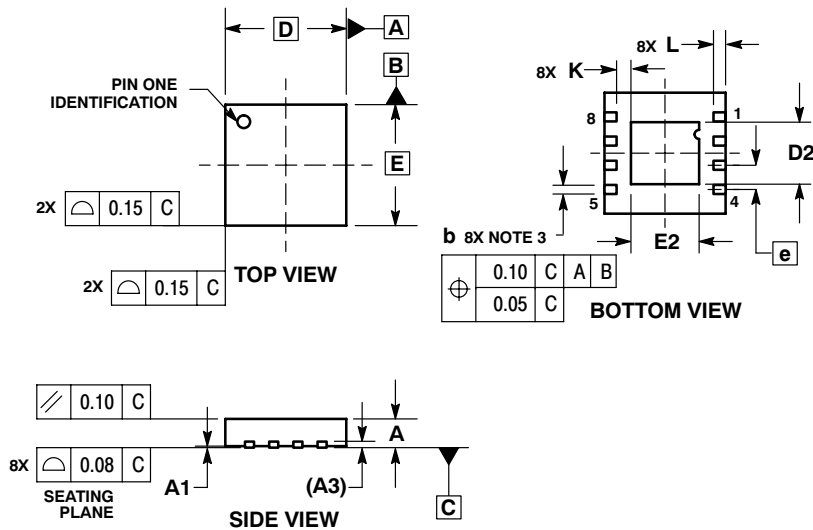 D
A
B
PIN ONE
IDENTIFICATION
E
2X 0.15 C
2X 0.15 C
TOP VIEW
8X L
8X K
8
1
D2
5
4
b 8X NOTE 3
E2
e
0.10 C A B
0.05 C
BOTTOM VIEW
0.10 C
A
8X 0.08 C
SEATING
PLANE
A1
(A3)
C
SIDE VIEW